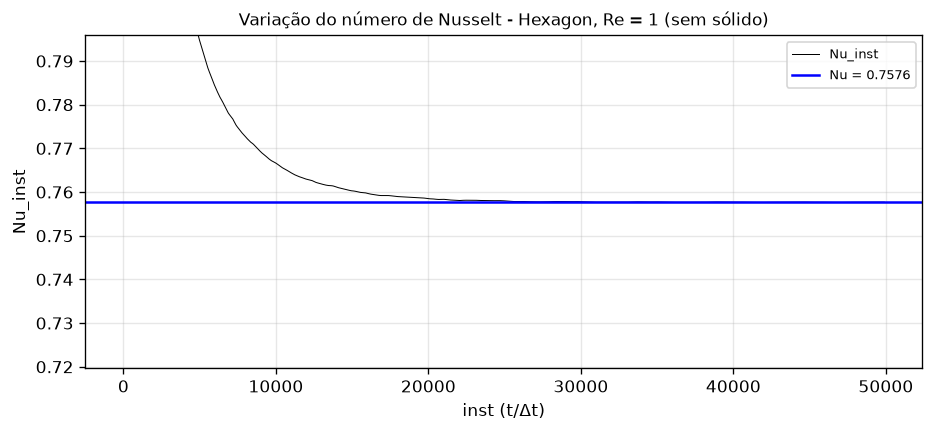 Variação do número de Nusselt - Hexagon, Re = 1 (sem sólido)
Nu_inst
Nu = 0.7576
0.79
0.78
0.77
0.76
0.75
0.74
0.73
0.72
Nu_inst
0 10000 20000 30000 40000 50000
inst (t/Δt)